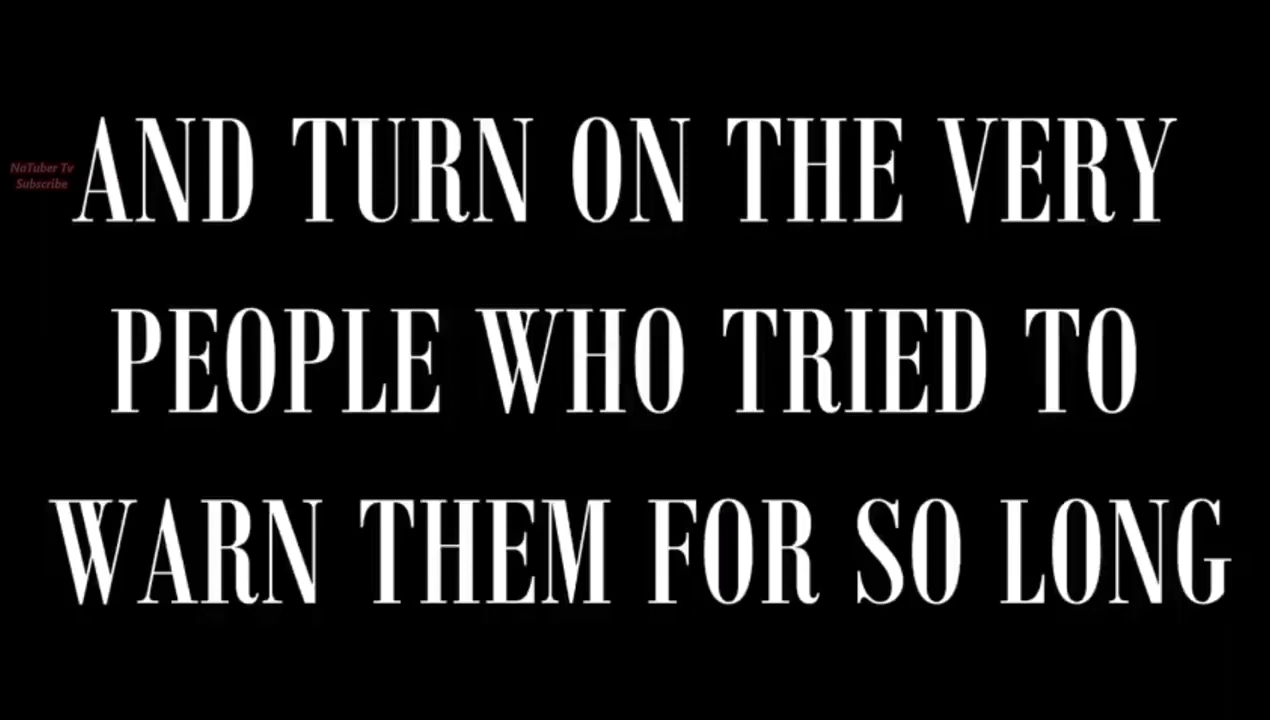 NaTuber Tv
Subscribe
AND TURN ON THE VERY
PEOPLE WHO TRIED TO
WARN THEM FOR SO LONG